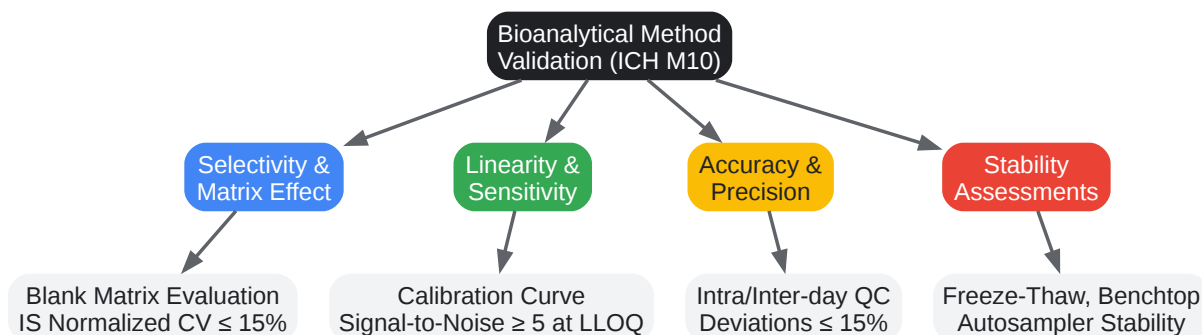 Bioanalytical Method
Validation (ICH M10)
Selectivity &
Matrix Effect
Linearity &
Sensitivity
Accuracy &
Precision
Stability
Assessments
Blank Matrix Evaluation
IS Normalized CV ≤ 15%
Calibration Curve
Signal-to-Noise ≥ 5 at LLOQ
Intra/Inter-day QC
Deviations ≤ 15%
Freeze-Thaw, Benchtop
Autosampler Stability